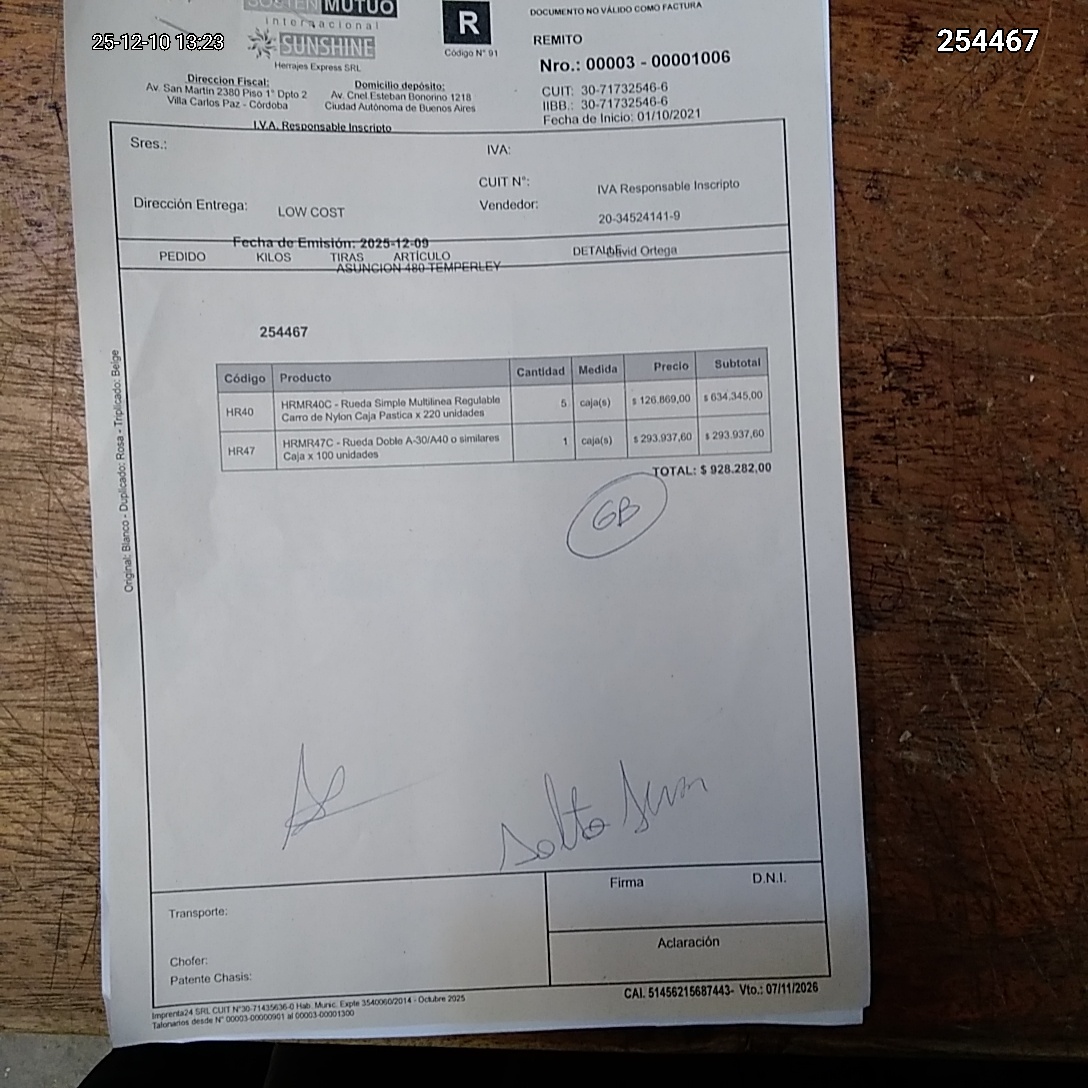 25-12-10 13:23
254467
SOSTEN MUTUO
internacional
SUNSHINE
Herrajes Express SRL
Direccion Fiscal:
Av. San Martin 2380 Piso 1° Dpto 2
Villa Carlos Paz - Córdoba
Domicilio depósito:
Av. Cnel Esteban Bonorino 1218
Ciudad Autónoma de Buenos Aires
I.V.A. Responsable Inscripto
R
Código N° 91
DOCUMENTO NO VÁLIDO COMO FACTURA
REMITO
Nro.: 00003 - 00001006
CUIT: 30-71732546-6
IIBB.: 30-71732546-6
Fecha de Inicio: 01/10/2021
Sres.:
IVA:
CUIT N°:
IVA Responsable Inscripto
Dirección Entrega:
LOW COST
Vendedor:
20-34524141-9
Fecha de Emisión: 2025-12-09
PEDIDO KILOS TIRAS ARTÍCULO DETALLE
David Ortega
ASUNCION 480 TEMPERLEY
254467
Código Producto Cantidad Medida Precio Subtotal
HR40 HRMR40C - Rueda Simple Multilinea Regulable 5 caja(s) $ 126.869,00 $ 634.345,00
Carro de Nylon Caja Pastica x 220 unidades
HR47 HRMR47C - Rueda Doble A-30/A40 o similares 1 caja(s) $ 293.937,60 $ 293.937,60
Caja x 100 unidades
TOTAL: $ 928.282,00
GB
Original: Blanco - Duplicado: Rosa - Triplicado: Beige
Firma D.N.I.
Transporte:
Aclaración
Chofer:
Patente Chasis:
Imprenta24 SRL CUIT N°30-71435636-0 Hab. Munic. Expte 3540060/2014 - Octubre 2025
Talonarios desde N° 00003-00000901 al 00003-00001300
CAI. 51456215687443- Vto.: 07/11/2026